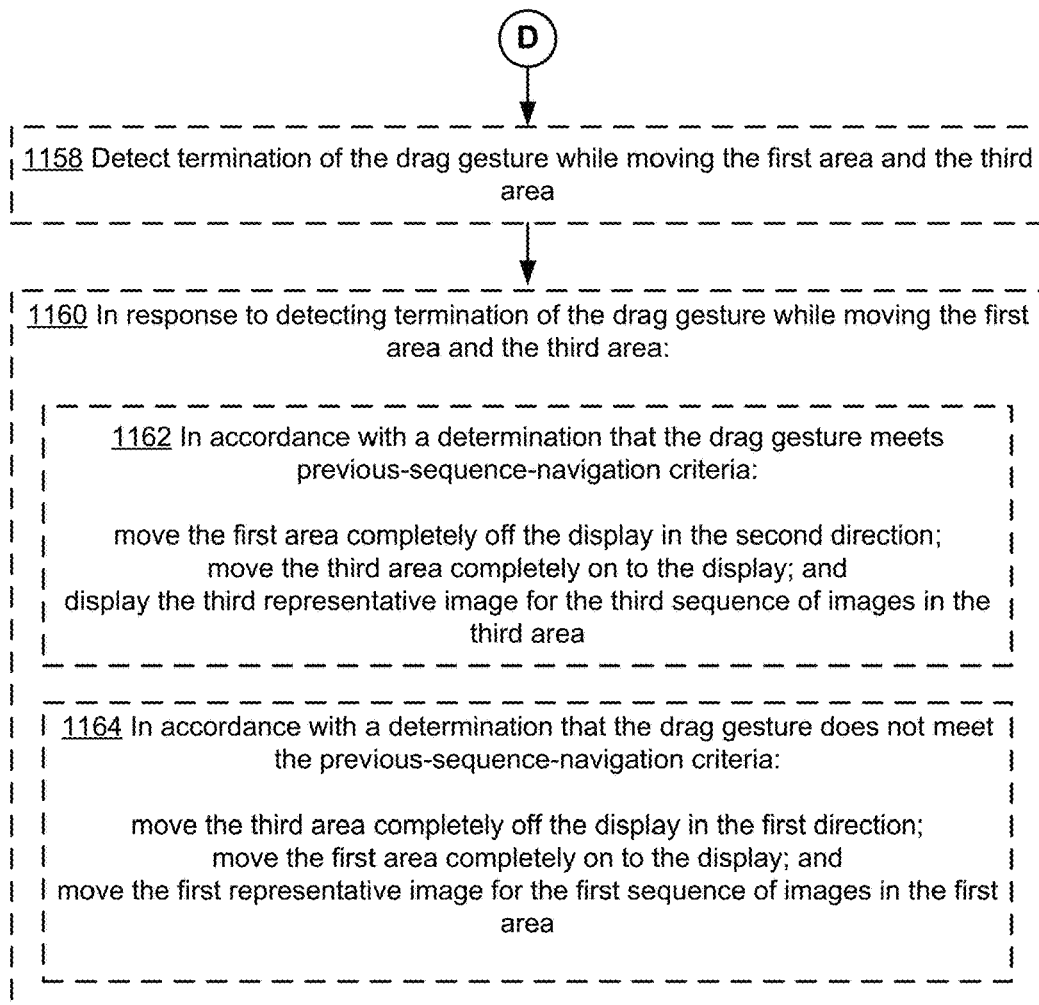 D
1158 Detect termination of the drag gesture while moving the first area and the third
area
1160 In response to detecting termination of the drag gesture while moving the first
area and the third area:
1162 In accordance with a determination that the drag gesture meets
previous-sequence-navigation criteria:
move the first area completely off the display in the second direction;
move the third area completely on to the display; and
display the third representative image for the third sequence of images in the
third area
1164 In accordance with a determination that the drag gesture does not meet
the previous-sequence-navigation criteria:
move the third area completely off the display in the first direction;
move the first area completely on to the display; and
move the first representative image for the first sequence of images in the first
area